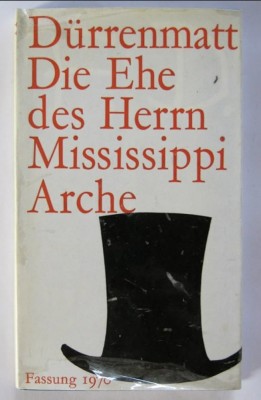 Dürrenmatt
Die Ehe
des Herrn
Mississippi
Arche
Fassung 1970